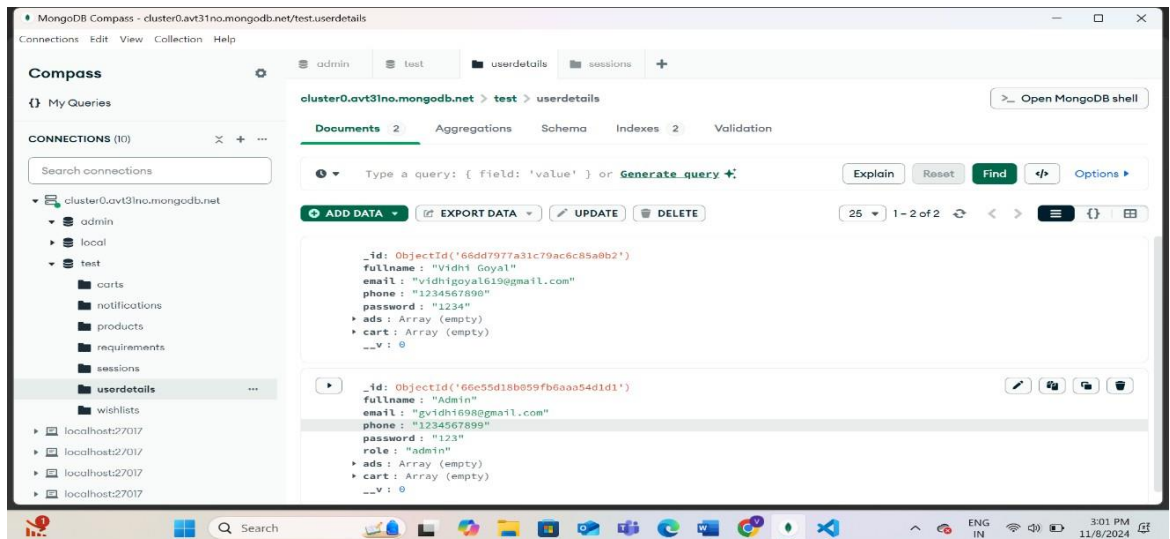 MongoDB Compass - cluster0.avt31no.mongodb.net/test.userdetails
Connections Edit View Collection Help
Compass
{} My Queries
CONNECTIONS (10)
Search connections
cluster0.avt31no.mongodb.net
admin
local
test
carts
notifications
products
requirements
sessions
userdetails
wishlists
localhost:27017
localhost:27017
localhost:27017
localhost:27017
admin test userdetails sessions +
cluster0.avt31no.mongodb.net > test > userdetails
>_ Open MongoDB shell
Documents 2 Aggregations Schema Indexes 2 Validation
Type a query: { field: 'value' } or Generate query
Explain Reset Find </> Options
ADD DATA EXPORT DATA UPDATE DELETE
25 1 – 2 of 2
_id: ObjectId('66dd7977a31c79ac6c85a0b2')
fullname : "Vidhi Goyal"
email : "vidhigoyal619@gmail.com"
phone : "1234567890"
password : "1234"
ads : Array (empty)
cart : Array (empty)
__v : 0
_id: ObjectId('66e55d18b059fb6aaa54d1d1')
fullname : "Admin"
email : "gvidhi698@gmail.com"
phone : "1234567899"
password : "123"
role : "admin"
ads : Array (empty)
cart : Array (empty)
__v : 0
Search
ENG
IN
3:01 PM
11/8/2024